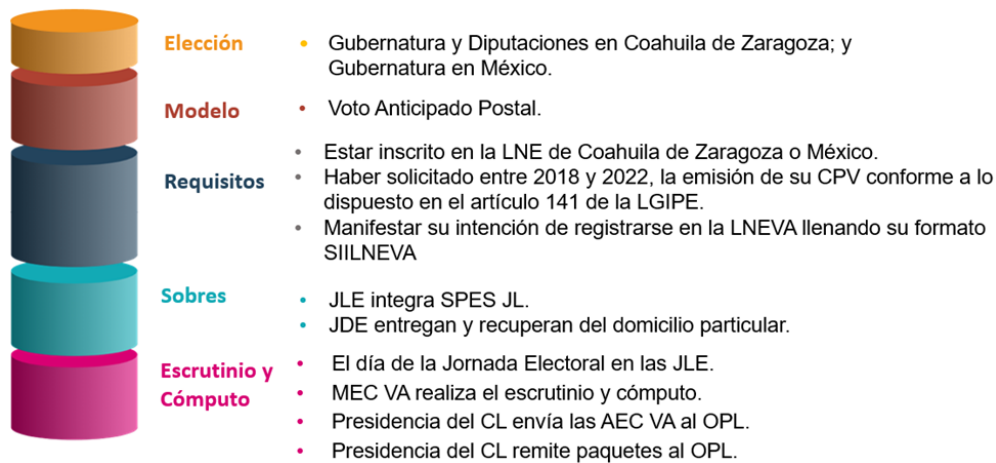 Elección
• Gubernatura y Diputaciones en Coahuila de Zaragoza; y
Gubernatura en México.
Modelo
• Voto Anticipado Postal.
Requisitos
• Estar inscrito en la LNE de Coahuila de Zaragoza o México.
• Haber solicitado entre 2018 y 2022, la emisión de su CPV conforme a lo
dispuesto en el artículo 141 de la LGIPE.
• Manifestar su intención de registrarse en la LNEVA llenando su formato
SIILNEVA
Sobres
• JLE integra SPES JL.
• JDE entregan y recuperan del domicilio particular.
Escrutinio y
Cómputo
• El día de la Jornada Electoral en las JLE.
• MEC VA realiza el escrutinio y cómputo.
• Presidencia del CL envía las AEC VA al OPL.
• Presidencia del CL remite paquetes al OPL.